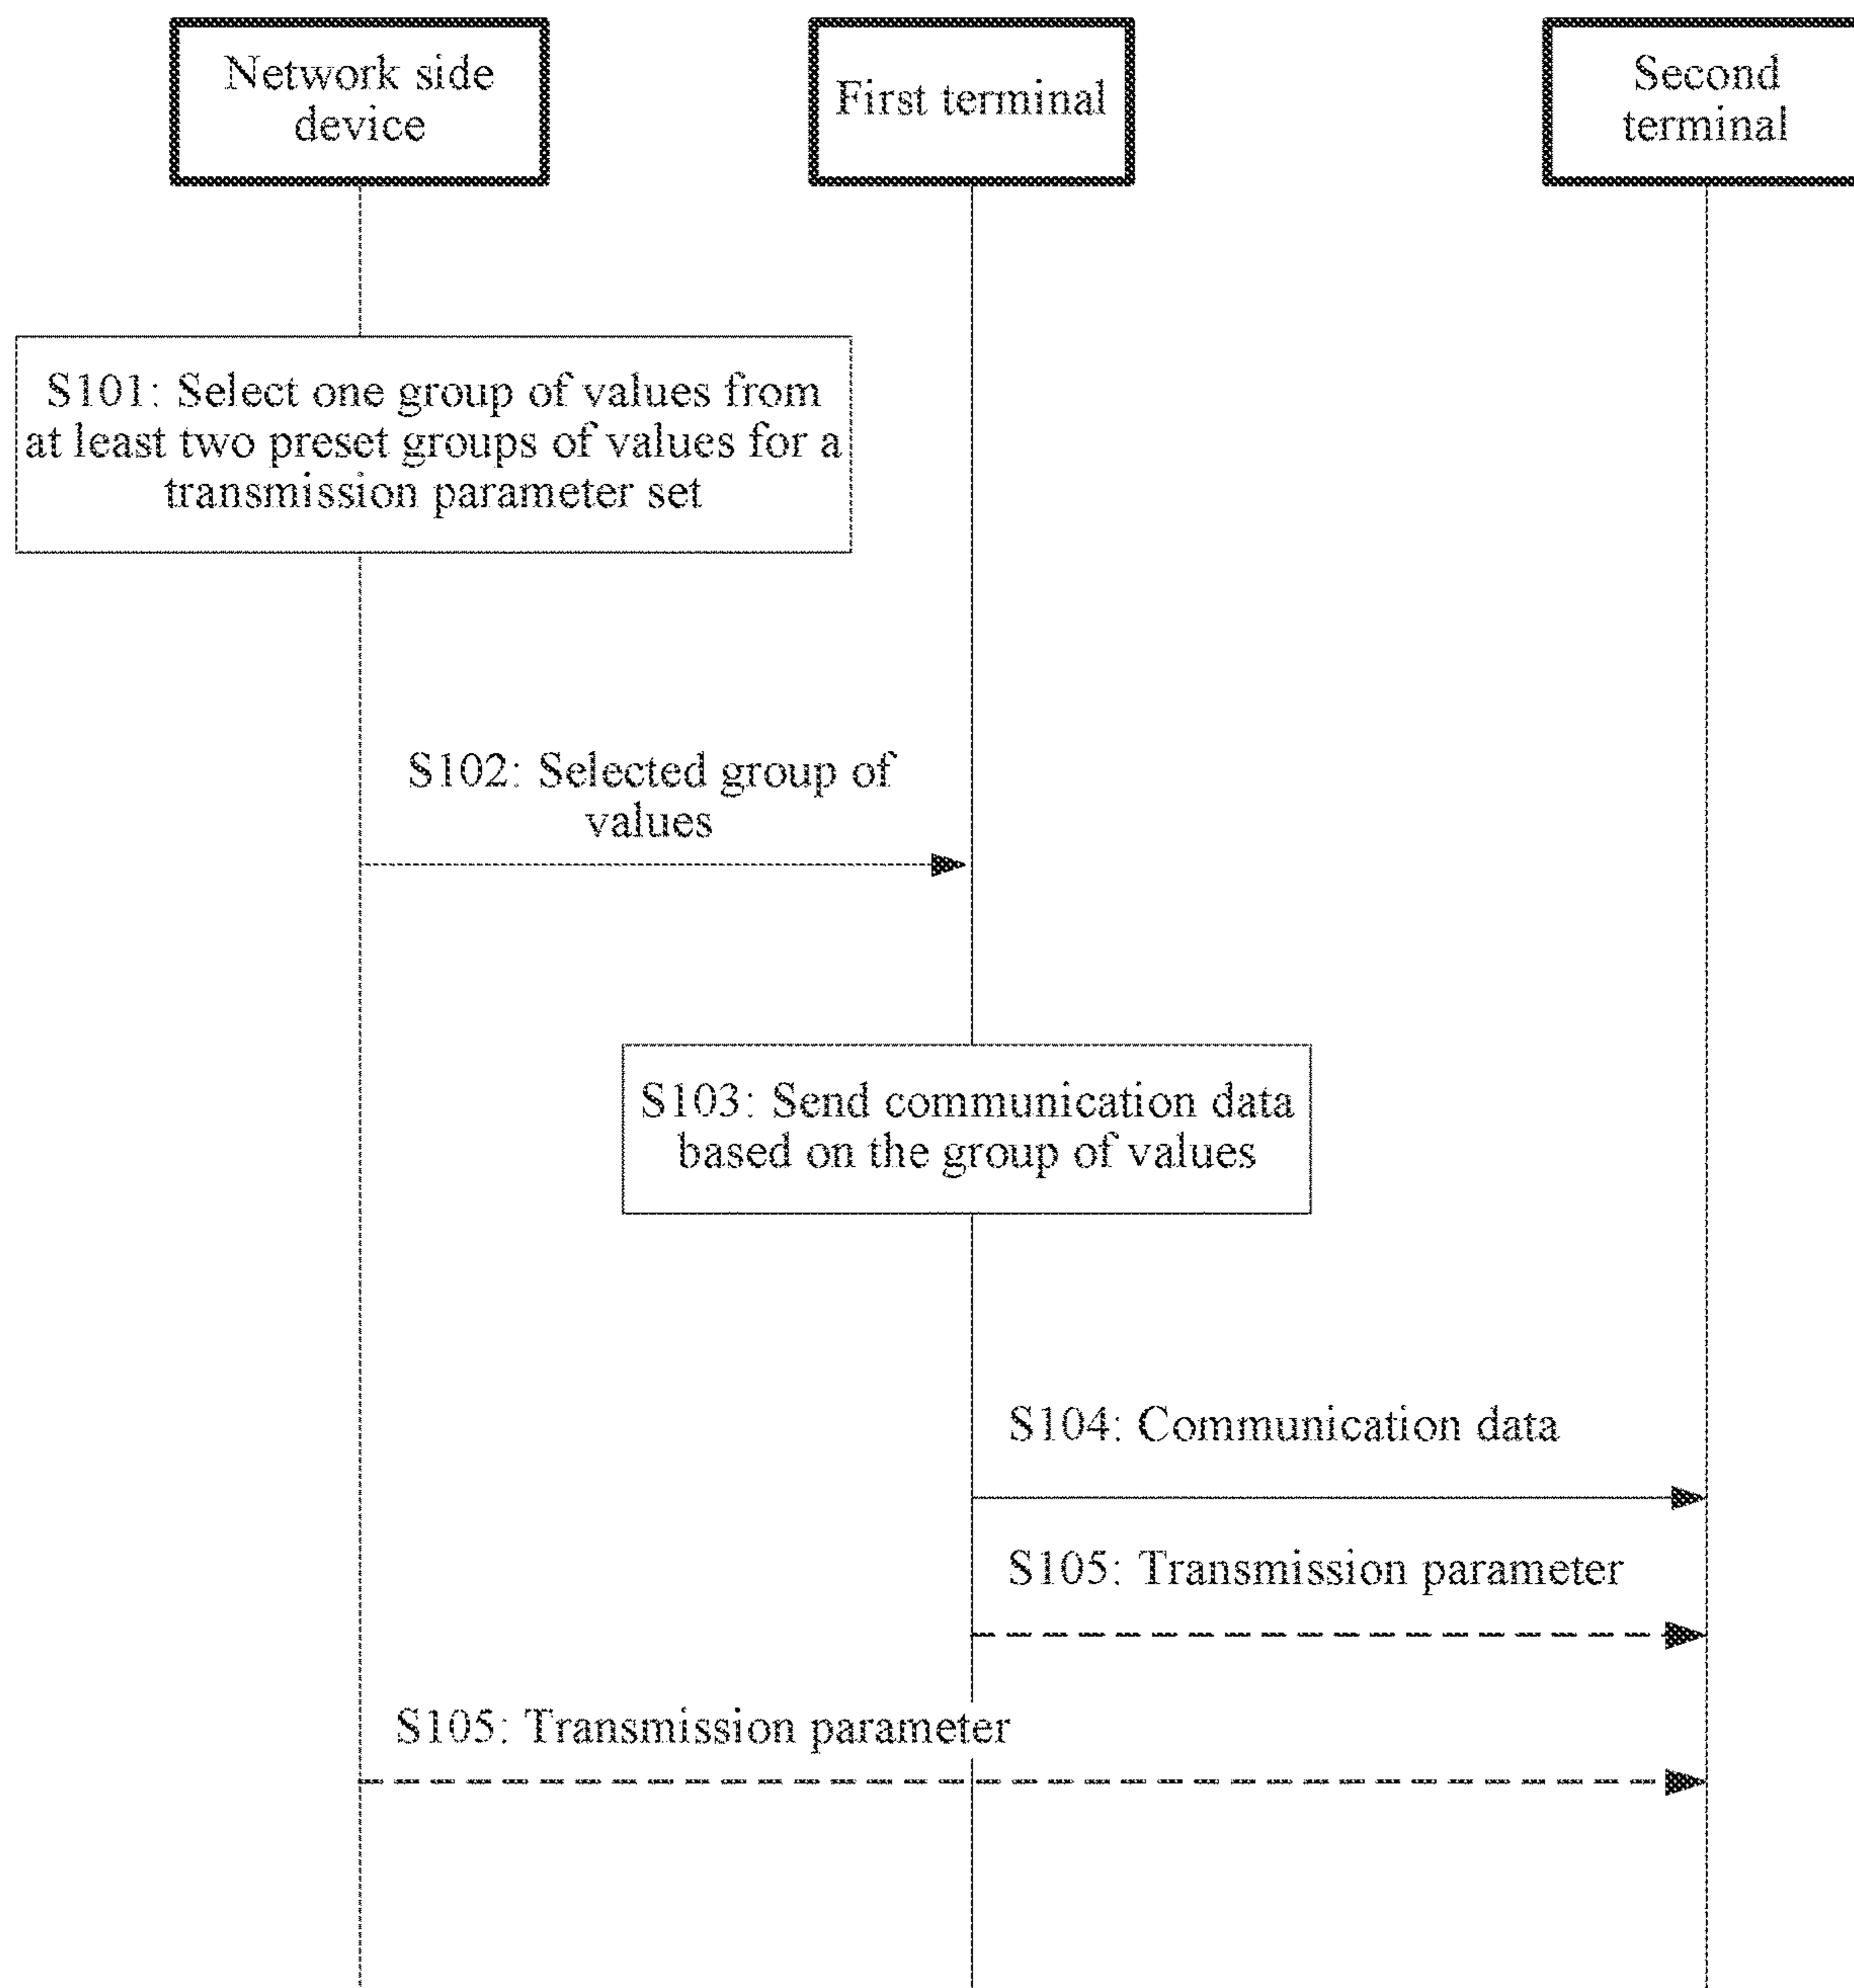 Network side
device
First terminal
Second
terminal
S101: Select one group of values from
at least two preset groups of values for a
transmission parameter set
S102: Selected group of
values
S103: Send communication data
based on the group of values
S104: Communication data
S105: Transmission parameter
S105: Transmission parameter